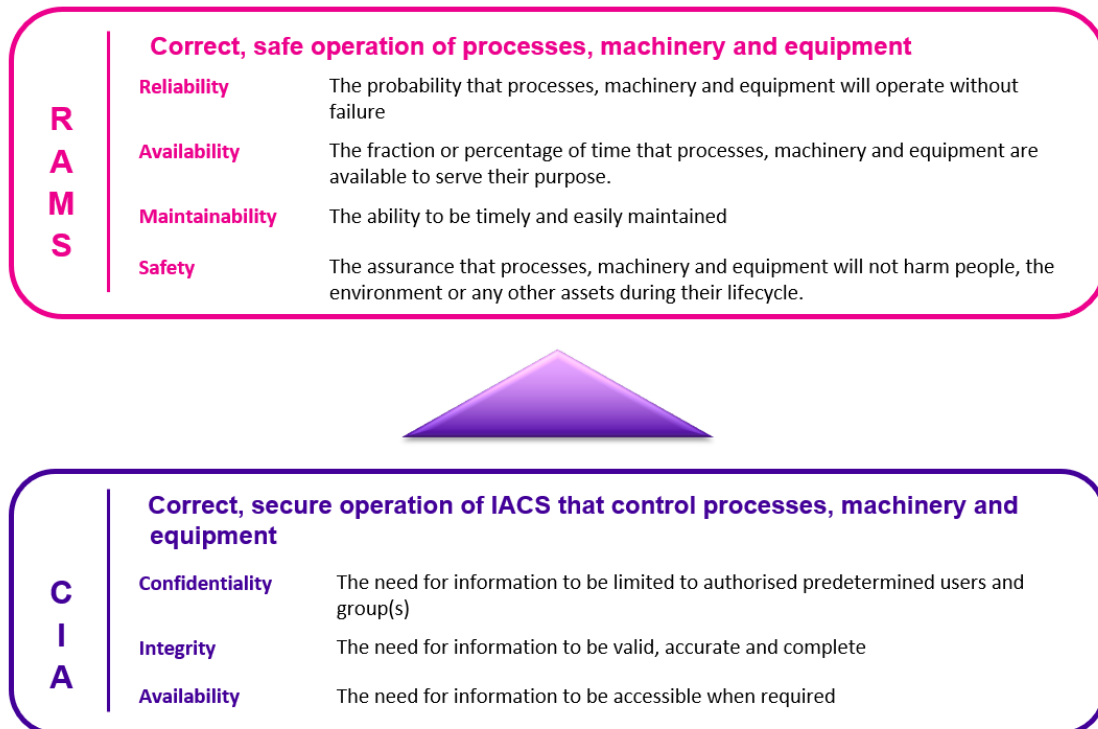 R
A
M
S
Correct, safe operation of processes, machinery and equipment
Reliability The probability that processes, machinery and equipment will operate without
failure
Availability The fraction or percentage of time that processes, machinery and equipment are
available to serve their purpose.
Maintainability The ability to be timely and easily maintained
Safety The assurance that processes, machinery and equipment will not harm people, the
environment or any other assets during their lifecycle.
C
I
A
Correct, secure operation of IACS that control processes, machinery and
equipment
Confidentiality The need for information to be limited to authorised predetermined users and
group(s)
Integrity The need for information to be valid, accurate and complete
Availability The need for information to be accessible when required